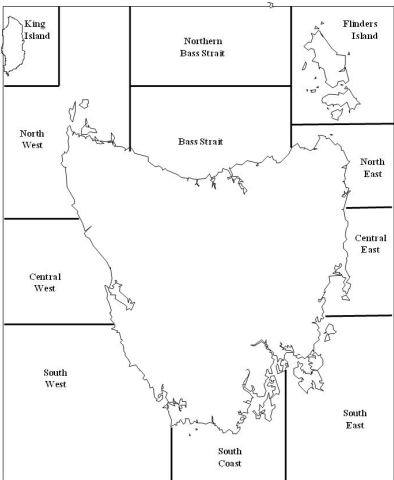 King
Island
Northern
Bass Strait
Flinders
Island
North
West
Bass Strait
North
East
Central
East
Central
West
South
West
South
Coast
South
East